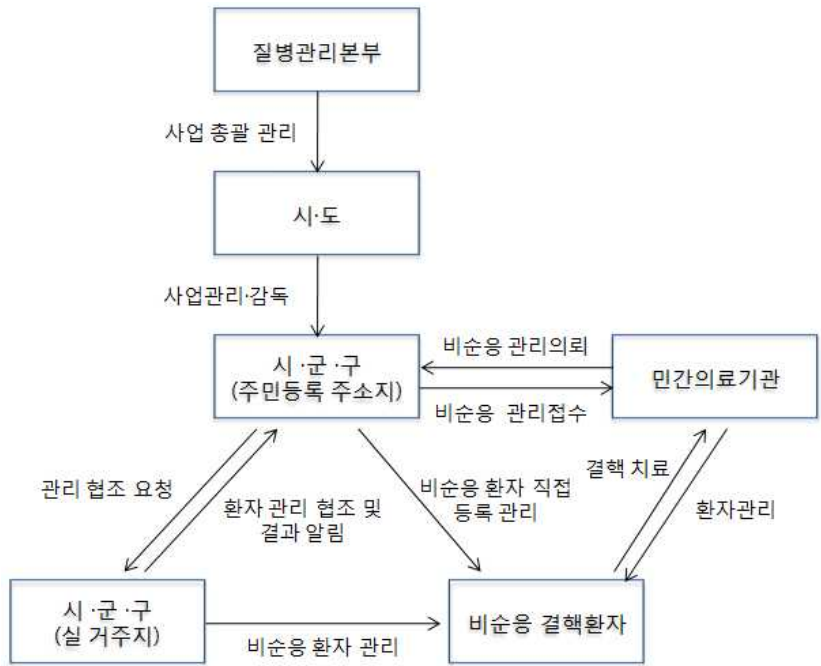 질병관리본부
사업 총괄 관리
시·도
사업관리·감독
시 ·군 ·구
(주민등록 주소지)
비순응 관리의뢰
비순응 관리접수
민간의료기관
관리 협조 요청
환자 관리 협조 및
결과 알림
비순응 환자 직접
등록 관리
결핵 치료
환자관리
시 ·군 ·구
(실 거주지)
비순응 환자 관리
비순응 결핵환자